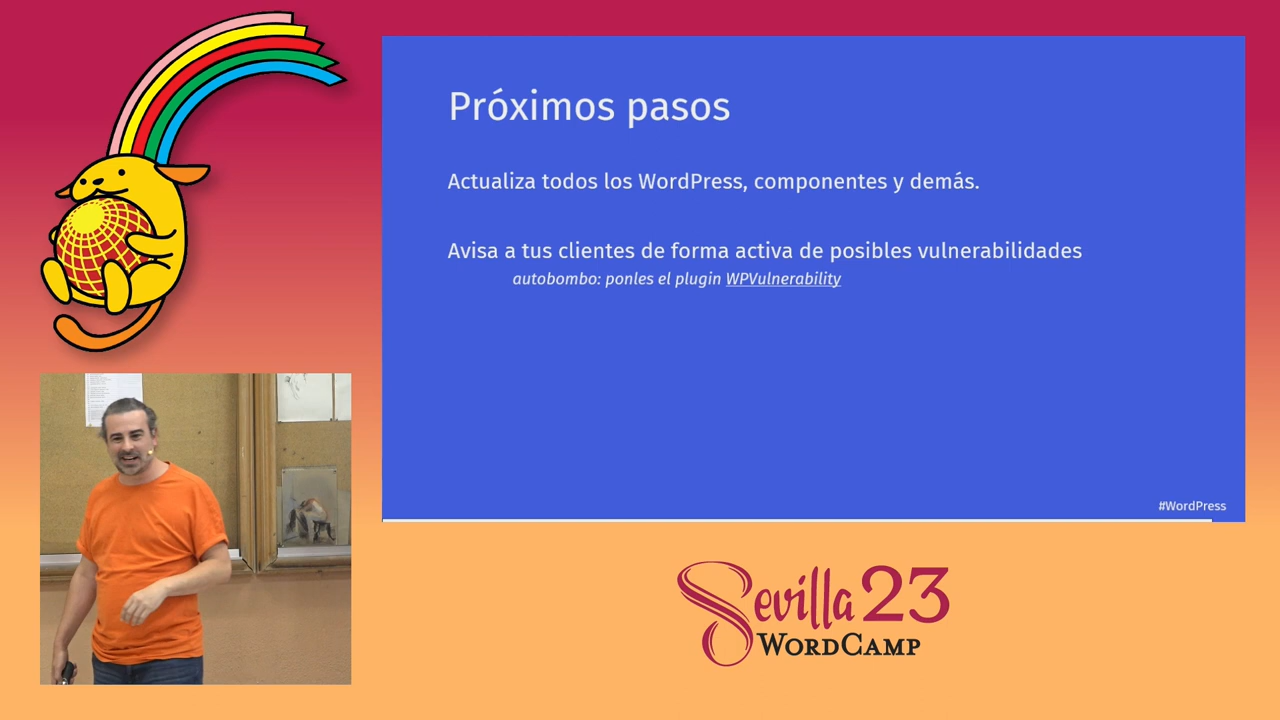 Próximos pasos
Actualiza todos los WordPress, componentes y demás.
Avisa a tus clientes de forma activa de posibles vulnerabilidades
autobombo: ponles el plugin WPVulnerability
#WordPress
Sevilla 23
WORDCAMP